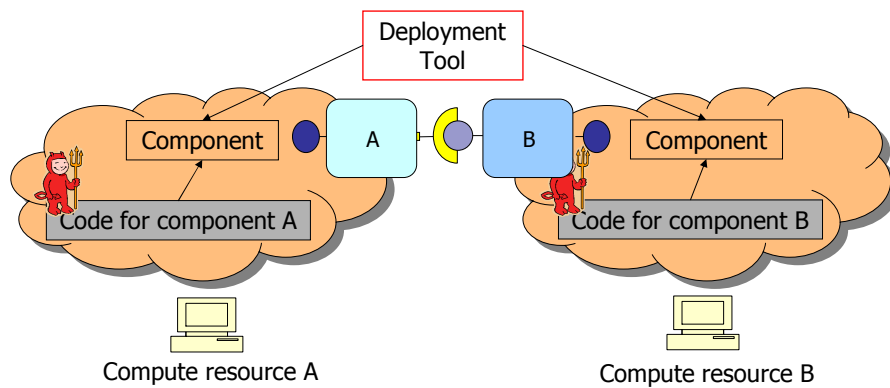 Deployment
Tool
Component
A
B
Component
Code for component A
Code for component B
Compute resource A
Compute resource B